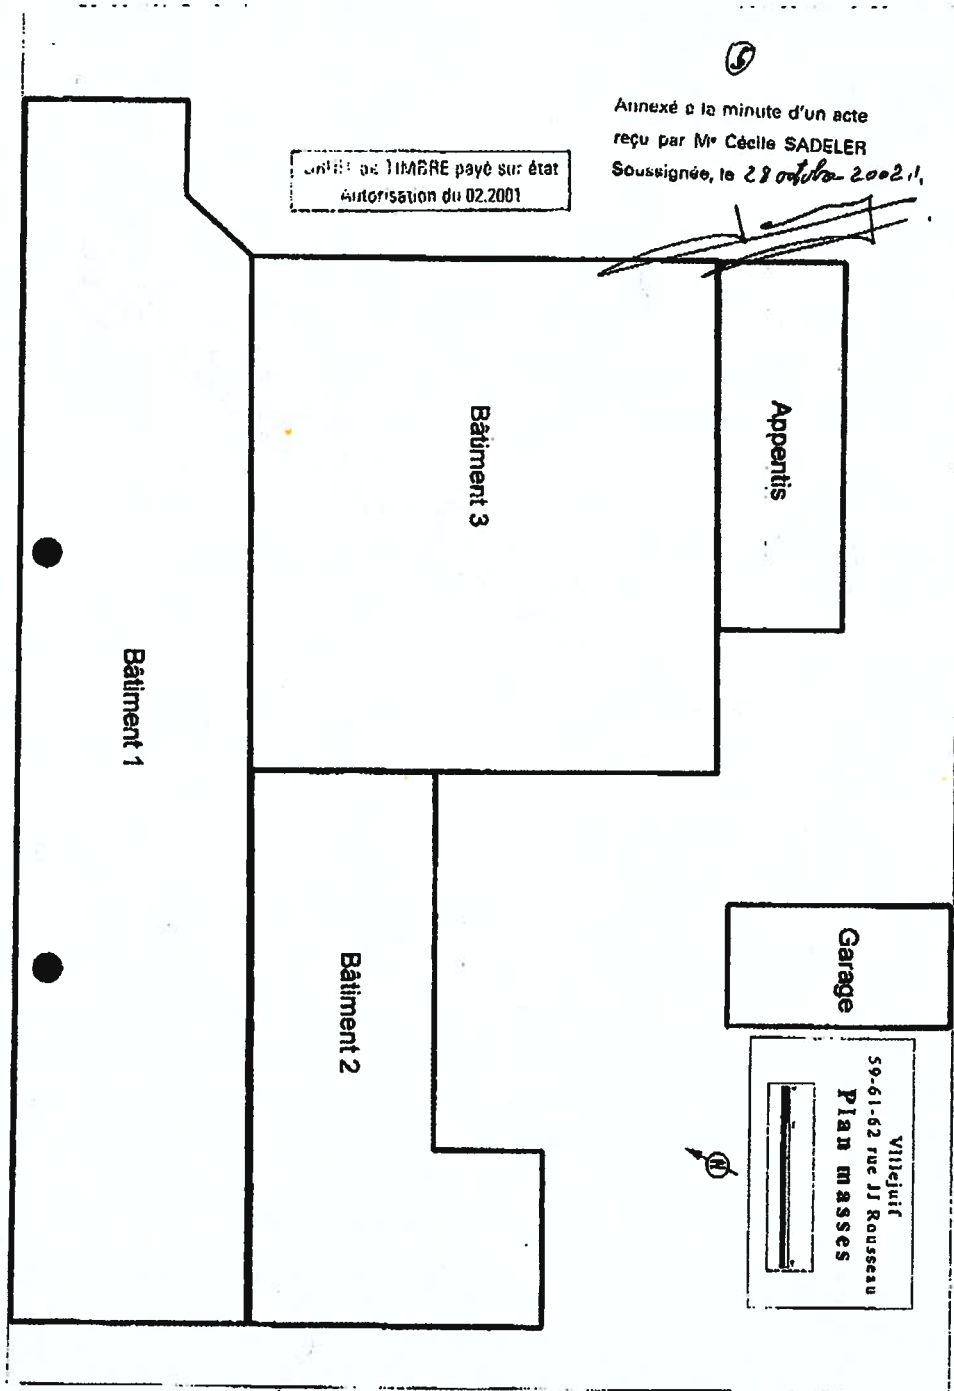 Annexé à la minute d'un acte
reçu par Me Cécile SADELER
Soussignée, le 28 octobre 2002
DE TIMBRE payé sur état
Autorisation du 02.2001
Appentis
Bâtiment 3
Bâtiment 1
Bâtiment 2
Garage
Villejuif
59-61-62 rue JJ Rousseau
Plan masses
N